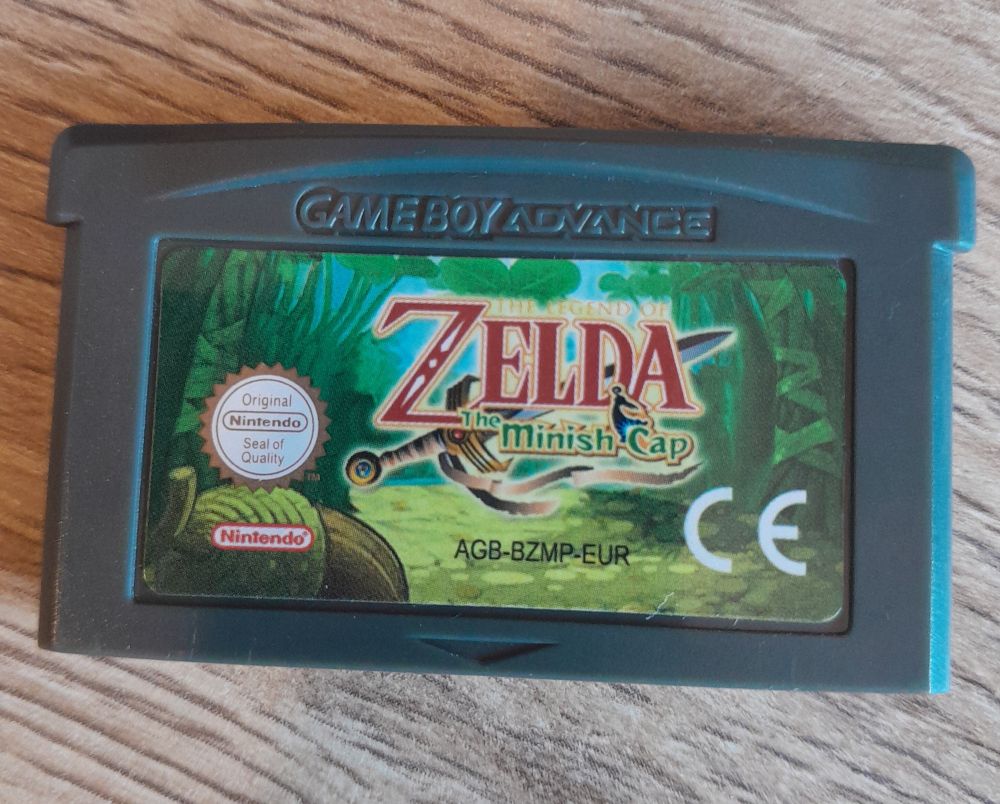 GAME BOY ADVANCE
THE LEGEND OF
ZELDA
The Minish Cap
Original
Nintendo
Seal of
Quality
TM
Nintendo®
AGB-BZMP-EUR
CE